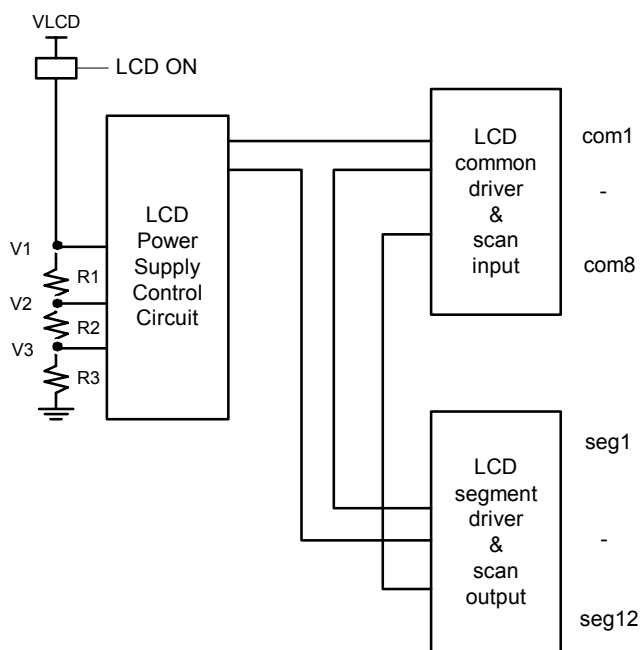 VLCD
LCD ON
LCD
Power
Supply
Control
Circuit
V1
R1
V2
R2
V3
R3
LCD
common
driver
&
scan
input
com1
-
com8
LCD
segment
driver
&
scan
output
seg1
-
seg12